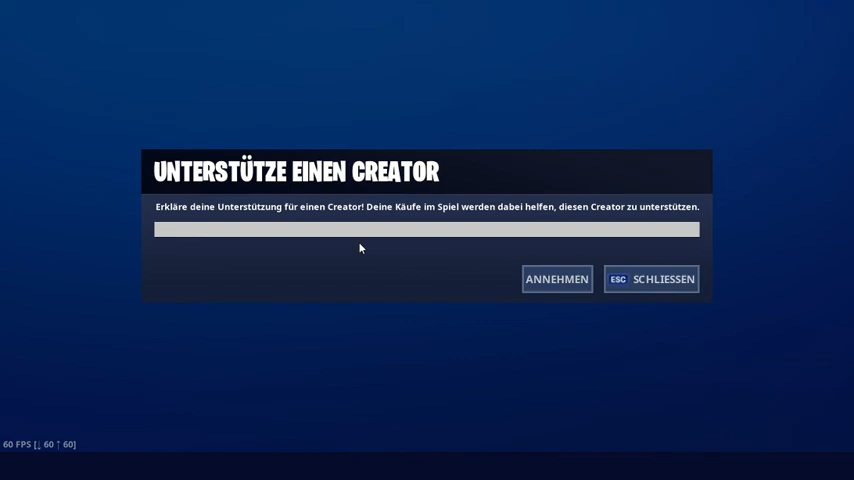 UNTERSTÜTZE EINEN CREATOR
Erkläre deine Unterstützung für einen Creator! Deine Käufe im Spiel werden dabei helfen, diesen Creator zu unterstützen.
ANNEHMEN ESC SCHLIESSEN
60 FPS [↓ 60 ↑ 60]